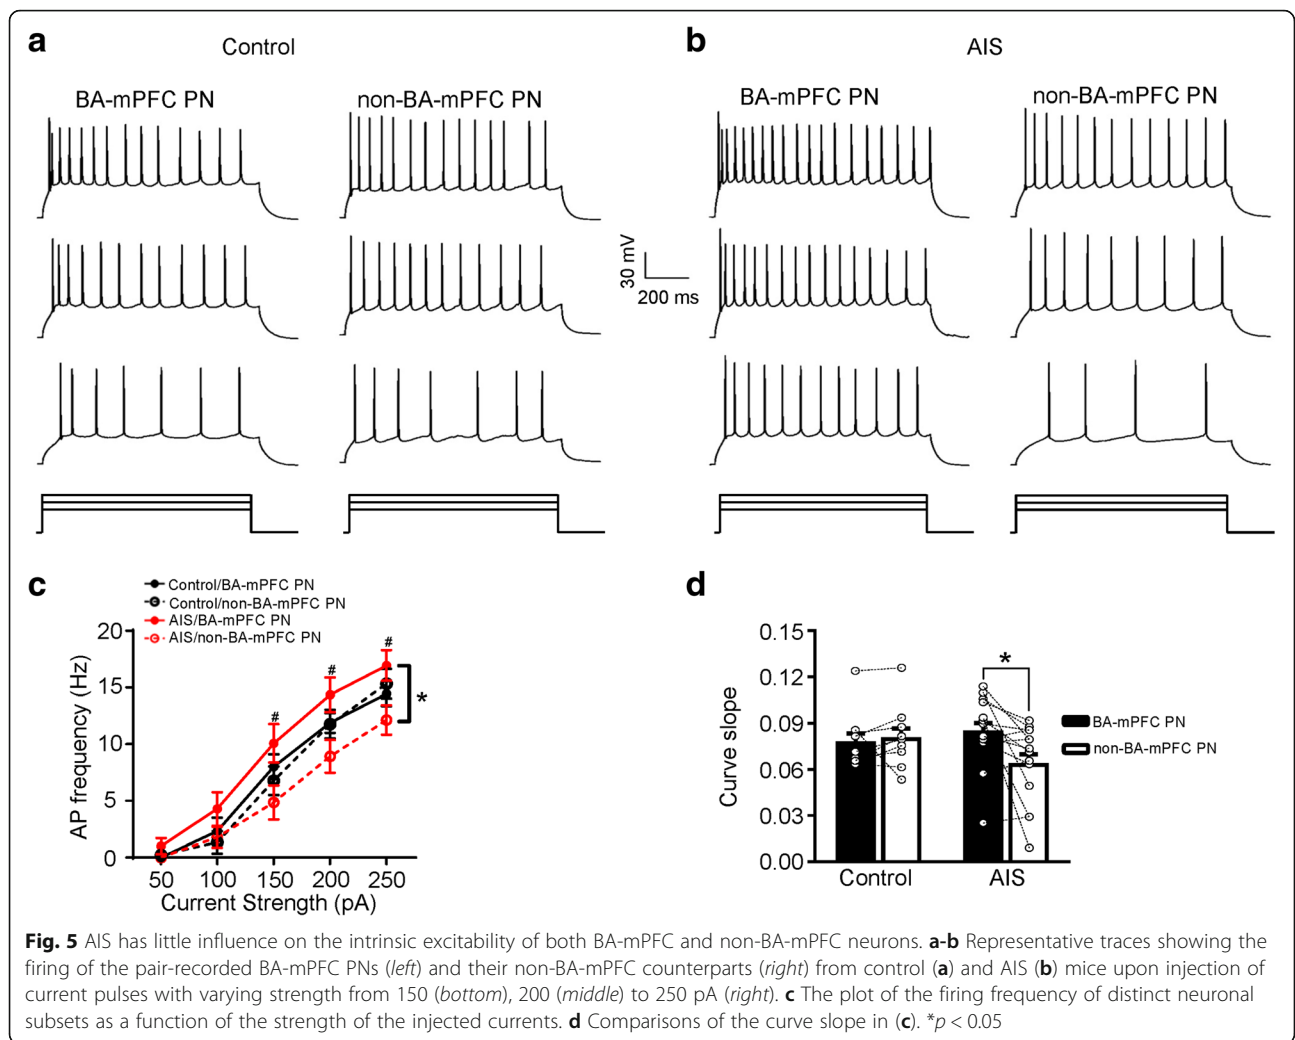 a
Control
BA-mPFC PN
non-BA-mPFC PN
30 mV
200 ms
b
AIS
BA-mPFC PN
non-BA-mPFC PN
c
Control/BA-mPFC PN
Control/non-BA-mPFC PN
AIS/BA-mPFC PN
AIS/non-BA-mPFC PN
AP frequency (Hz)
20
15
10
5
0
# # #
*
50 100 150 200 250
Current Strength (pA)
d
Curve slope
0.15
0.12
0.09
0.06
0.03
0.00
*
BA-mPFC PN
non-BA-mPFC PN
Control AIS
Fig. 5 AIS has little influence on the intrinsic excitability of both BA-mPFC and non-BA-mPFC neurons. a-b Representative traces showing the
firing of the pair-recorded BA-mPFC PNs (left) and their non-BA-mPFC counterparts (right) from control (a) and AIS (b) mice upon injection of
current pulses with varying strength from 150 (bottom), 200 (middle) to 250 pA (right). c The plot of the firing frequency of distinct neuronal
subsets as a function of the strength of the injected currents. d Comparisons of the curve slope in (c). *p < 0.05